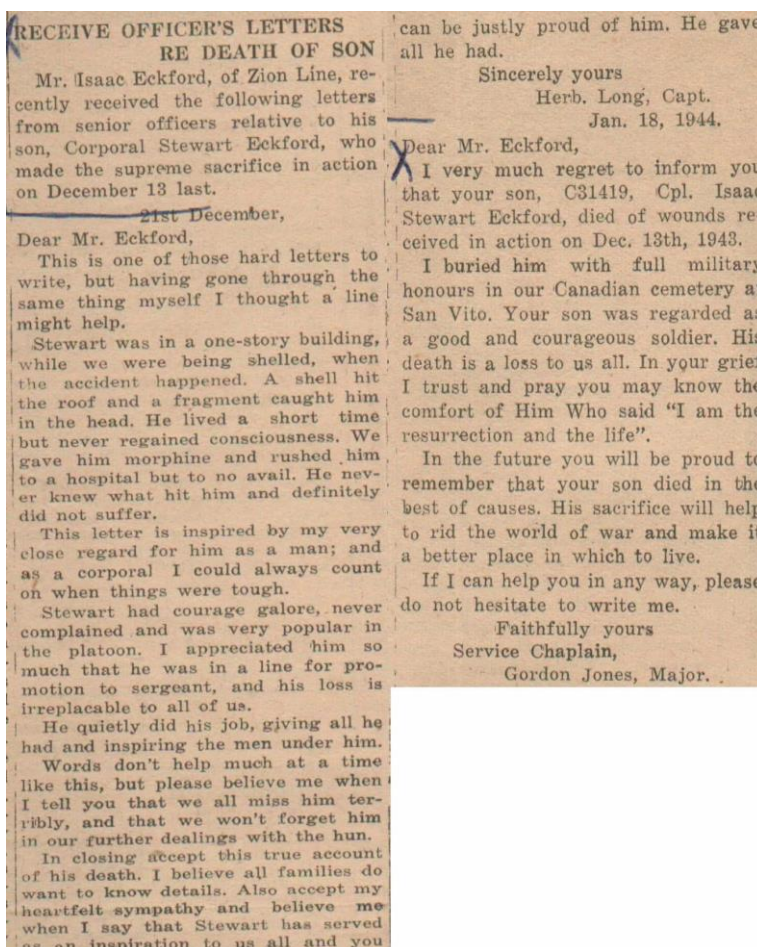 RECEIVE OFFICER'S LETTERS
RE DEATH OF SON
Mr. Isaac Eckford, of Zion Line, re-
cently received the following letters
from senior officers relative to his
son, Corporal Stewart Eckford, who
made the supreme sacrifice in action
on December 13 last.
21st December,
Dear Mr. Eckford,
This is one of those hard letters to
write, but having gone through the
same thing myself I thought a line
might help.
Stewart was in a one-story building,
while we were being shelled, when
the accident happened. A shell hit
the roof and a fragment caught him
in the head. He lived a short time
but never regained consciousness. We
gave him morphine and rushed him
to a hospital but to no avail. He nev-
er knew what hit him and definitely
did not suffer.
This letter is inspired by my very
close regard for him as a man; and
as a corporal I could always count
on when things were tough.
Stewart had courage galore, never
complained and was very popular in
the platoon. I appreciated him so
much that he was in a line for pro-
motion to sergeant, and his loss is
irreplacable to all of us.
He quietly did his job, giving all he
had and inspiring the men under him.
Words don't help much at a time
like this, but please believe me when
I tell you that we all miss him ter-
ribly, and that we won't forget him
in our further dealings with the hun.
In closing accept this true account
of his death. I believe all families do
want to know details. Also accept my
heartfelt sympathy and believe me
when I say that Stewart has served
as an inspiration to us all and you
can be justly proud of him. He gave
all he had.
Sincerely yours
Herb. Long, Capt.
Jan. 18, 1944.
Dear Mr. Eckford,
I very much regret to inform you
that your son, C31419, Cpl. Isaac
Stewart Eckford, died of wounds re
ceived in action on Dec. 13th, 1943.
I buried him with full military
honours in our Canadian cemetery at
San Vito. Your son was regarded as
a good and courageous soldier. His
death is a loss to us all. In your grief
I trust and pray you may know the
comfort of Him Who said "I am the
resurrection and the life".
In the future you will be proud to
remember that your son died in the
best of causes. His sacrifice will help
to rid the world of war and make it
a better place in which to live.
If I can help you in any way, please
do not hesitate to write me.
Faithfully yours
Service Chaplain,
Gordon Jones, Major.